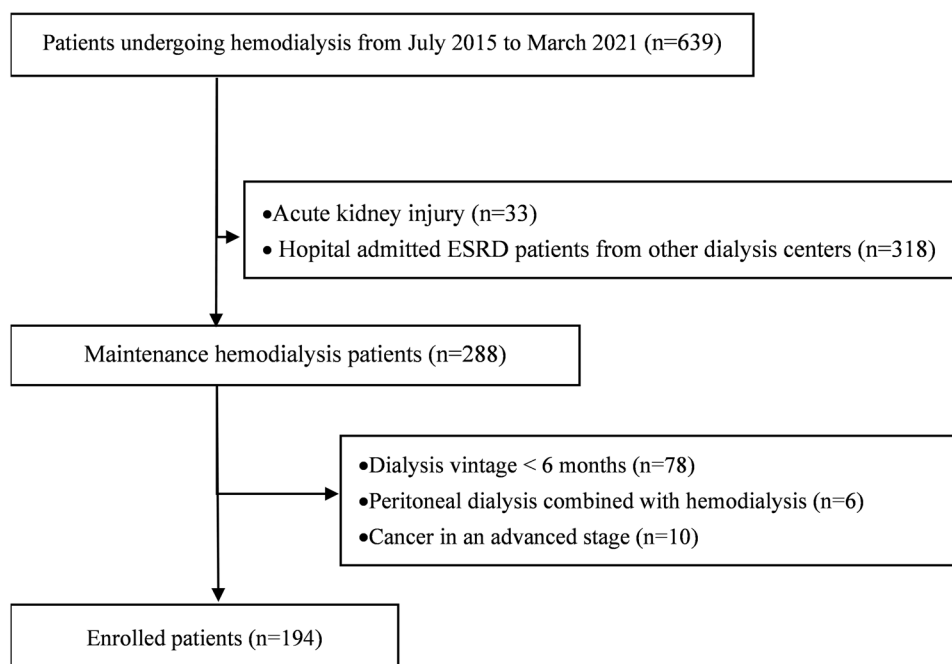 Patients undergoing hemodialysis from July 2015 to March 2021 (n=639)
•Acute kidney injury (n=33)
• Hopital admitted ESRD patients from other dialysis centers (n=318)
Maintenance hemodialysis patients (n=288)
•Dialysis vintage < 6 months (n=78)
•Peritoneal dialysis combined with hemodialysis (n=6)
•Cancer in an advanced stage (n=10)
Enrolled patients (n=194)